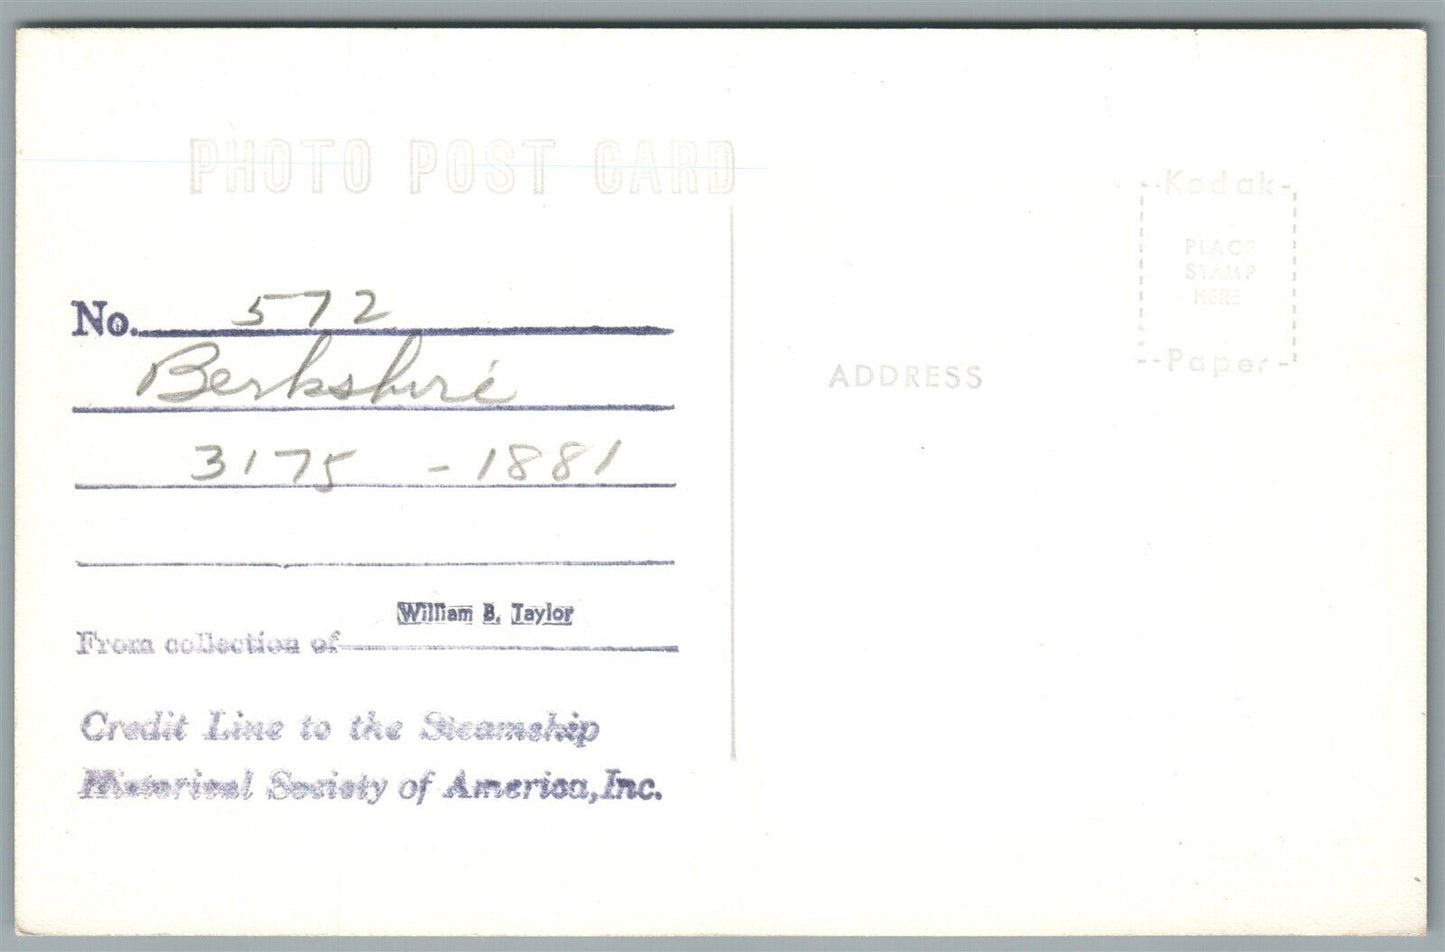 PHOTO POST CARD
No. 572
Berkshire
3175 - 1881
William B. Taylor
From collection of
Credit Line to the Steamship
Historical Society of America, Inc.
ADDRESS
Kodak
PLACE
STAMP
HERE
Paper